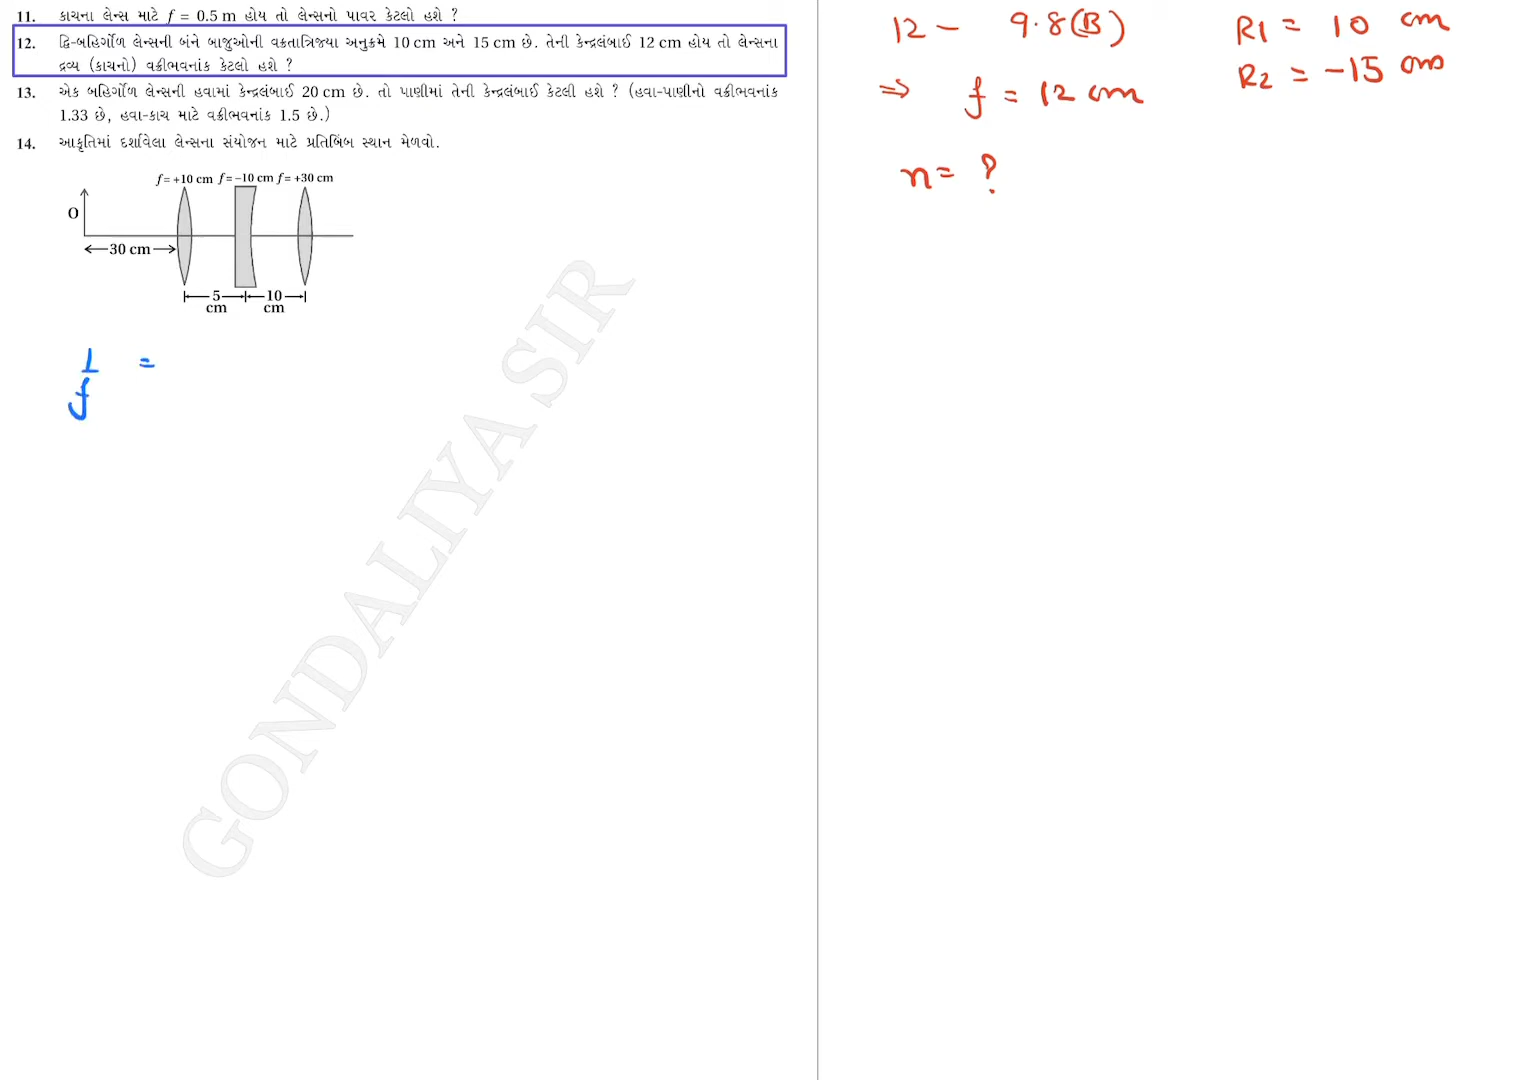 11. કાચના લેન્સ માટે f = 0.5 m હોય તો લેન્સનો પાવર કેટલો હશે ?
12. દ્વિ-બહિર્ગોળ લેન્સની બંને બાજુઓની વક્રતાત્રિજ્યા અનુક્રમે 10 cm અને 15 cm છે. તેની કેન્દ્રલંબાઈ 12 cm હોય તો લેન્સના
દ્રવ્ય (કાચનો) વક્રીભવનાંક કેટલો હશે ?
13. એક બહિર્ગોળ લેન્સની હવામાં કેન્દ્રલંબાઈ 20 cm છે. તો પાણીમાં તેની કેન્દ્રલંબાઈ કેટલી હશે ? (હવા-પાણીનો વક્રીભવનાંક
1.33 છે, હવા-કાચ માટે વક્રીભવનાંક 1.5 છે.)
14. આકૃતિમાં દર્શાવેલા લેન્સના સંયોજન માટે પ્રતિબિંબ સ્થાન મેળવો.
f = +10 cm f = –10 cm f = +30 cm
O
30 cm
5 10
cm cm
1/f =
GONDALIYA SIR
12 - 9.8 (B)
⇒ f = 12 cm
n = ?
R1 = 10 cm
R2 = -15 cm